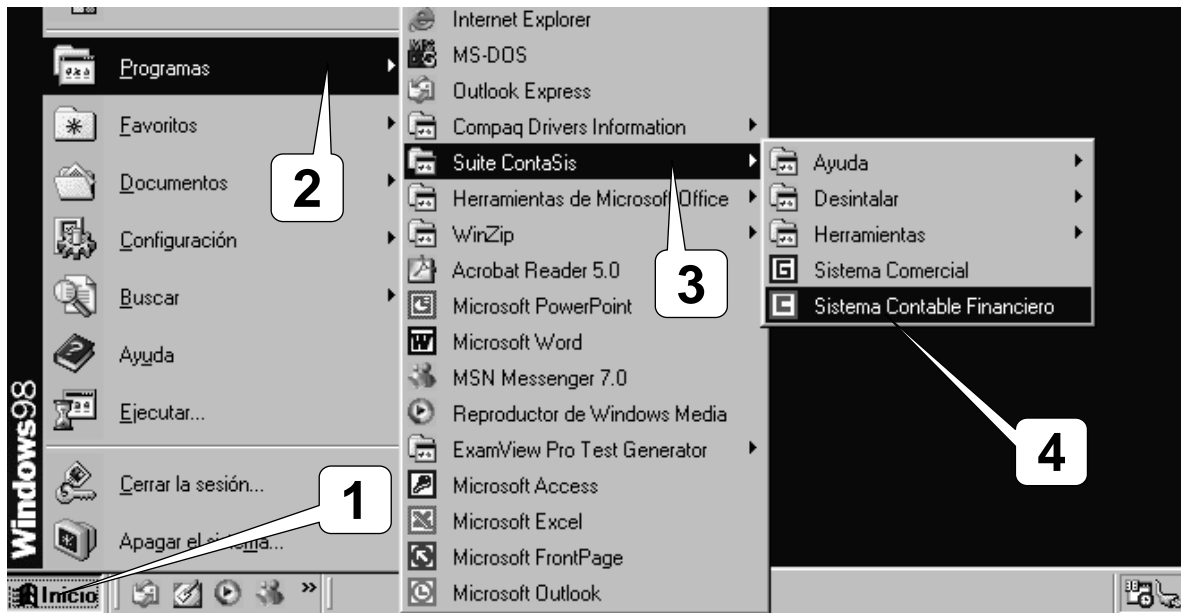 Programas
Favoritos
Documentos
Configuración
Buscar
Ayuda
Ejecutar...
Cerrar la sesión...
Apagar el sistema...
Windows98
Inicio
»
Internet Explorer
MS-DOS
Outlook Express
Compaq Drivers Information
Suite ContaSis
Herramientas de Microsoft Office
WinZip
Acrobat Reader 5.0
Microsoft PowerPoint
Microsoft Word
MSN Messenger 7.0
Reproductor de Windows Media
ExamView Pro Test Generator
Microsoft Access
Microsoft Excel
Microsoft FrontPage
Microsoft Outlook
Ayuda
Desintalar
Herramientas
Sistema Comercial
Sistema Contable Financiero
1
2
3
4